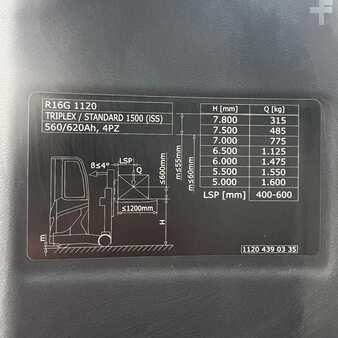 R16G 1120
TRIPLEX / STANDARD 1500 (iSS)
560/620Ah, 4PZ
H [mm] Q [kg]
7.800 315
7.500 485
7.000 775
6.500 1.125
6.000 1.475
5.500 1.550
5.000 1.600
LSP [mm] 400-600
ß≤4°
LSP
Q
≤600mm
m≤55mm
m≤60mm
≤1200mm
H
E
1120 439 03 35